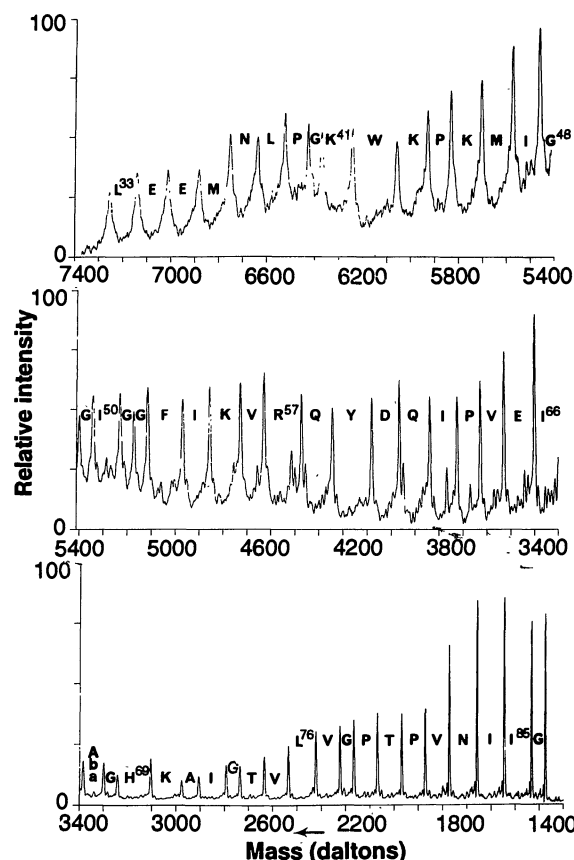 100
L33 E E M N L P G K41 W K P K M I G48
0
7400 7000 6600 6200 5800 5400
100
G I50 G G F I K V R57 Q Y D Q I P V E I66
0
5400 5000 4600 4200 3800 3400
100
Aba G H69 K A I G T V L76 V G P T P V N I I85 G
0
3400 3000 2600 2200 1800 1400
Relative intensity
Mass (daltons)